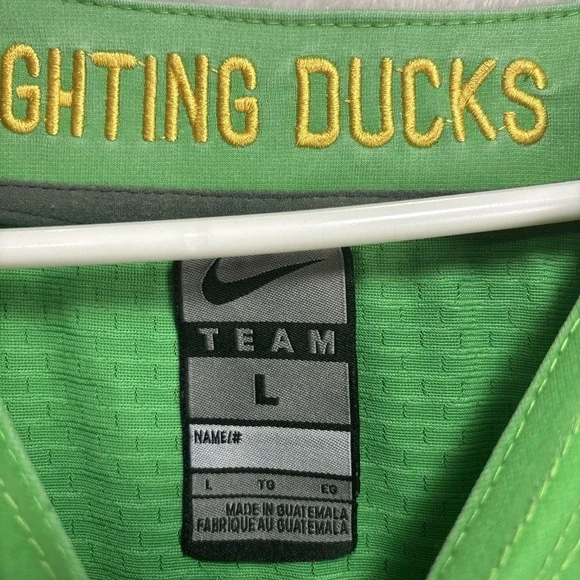 GHTING DUCKS
TEAM
L
NAME/#
L TG EG
MADE IN GUATEMALA
FABRIQUE AU GUATEMALA